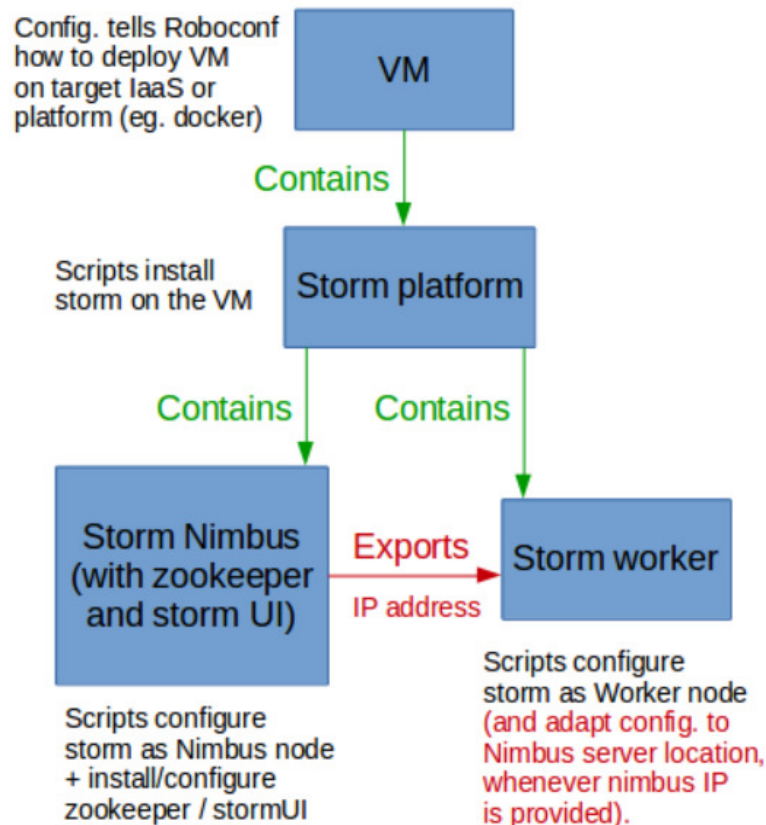 Config. tells Roboconf
how to deploy VM
on target IaaS or
platform (eg. docker)
VM
Contains
Scripts install
storm on the VM
Storm platform
Contains
Contains
Storm Nimbus
(with zookeeper
and storm UI)
Exports
IP address
Storm worker
Scripts configure
storm as Nimbus node
+ install/configure
zookeeper / stormUI
Scripts configure
storm as Worker node
(and adapt config. to
Nimbus server location,
whenever nimbus IP
is provided).